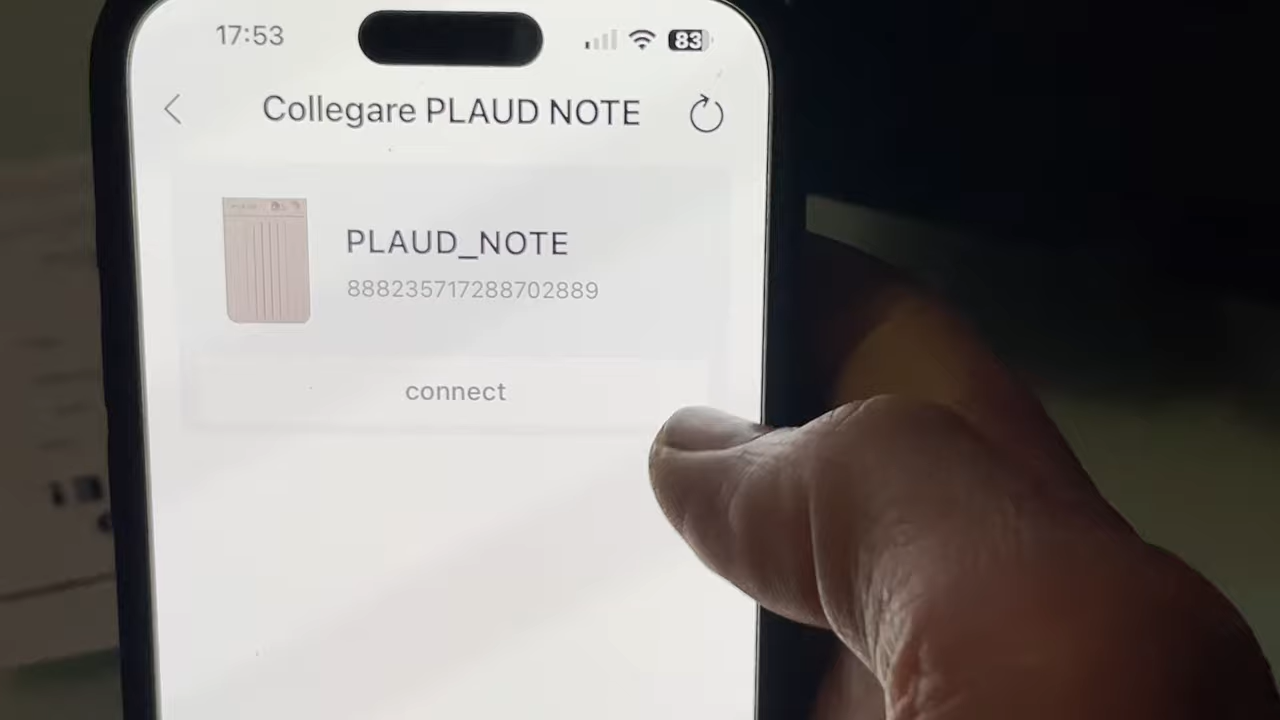 17:53
83
Collegare PLAUD NOTE
PLAUD_NOTE
888235717288702889
connect